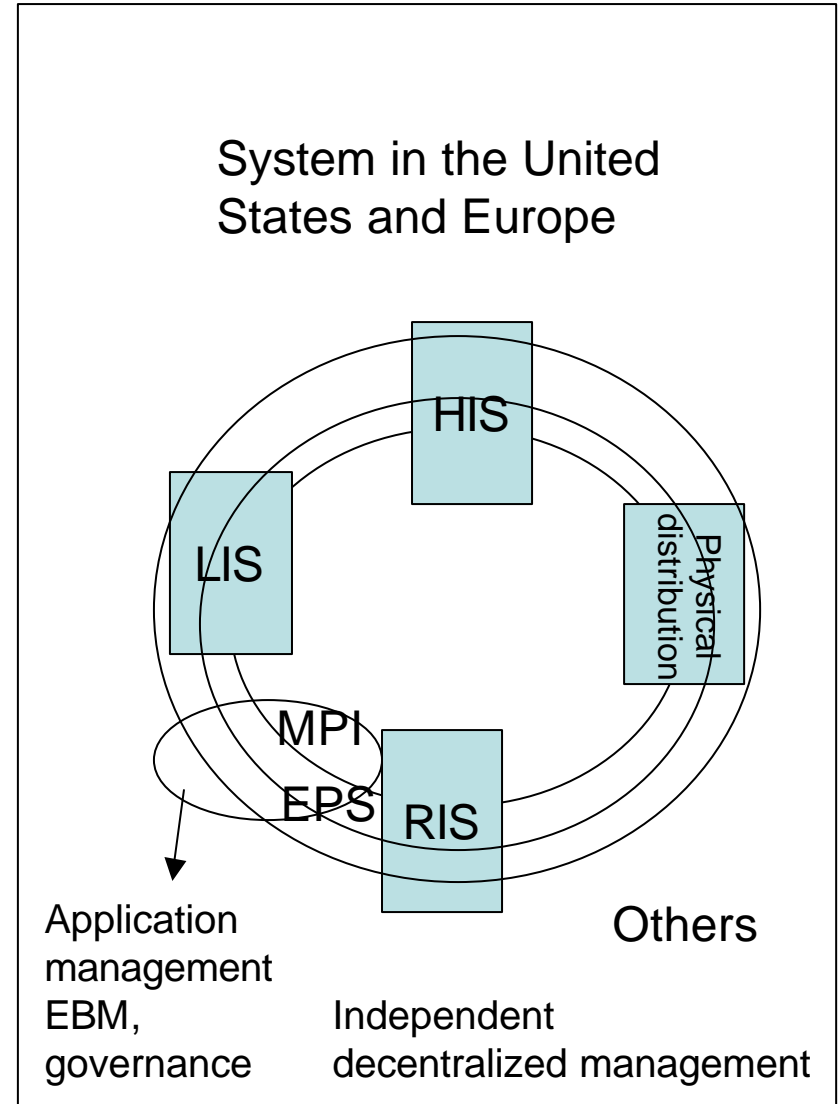 System in the United
States and Europe
HIS
LIS
Physical
distribution
MPI
EPS
RIS
Application
management
EBM,
governance
Others
Independent
decentralized management